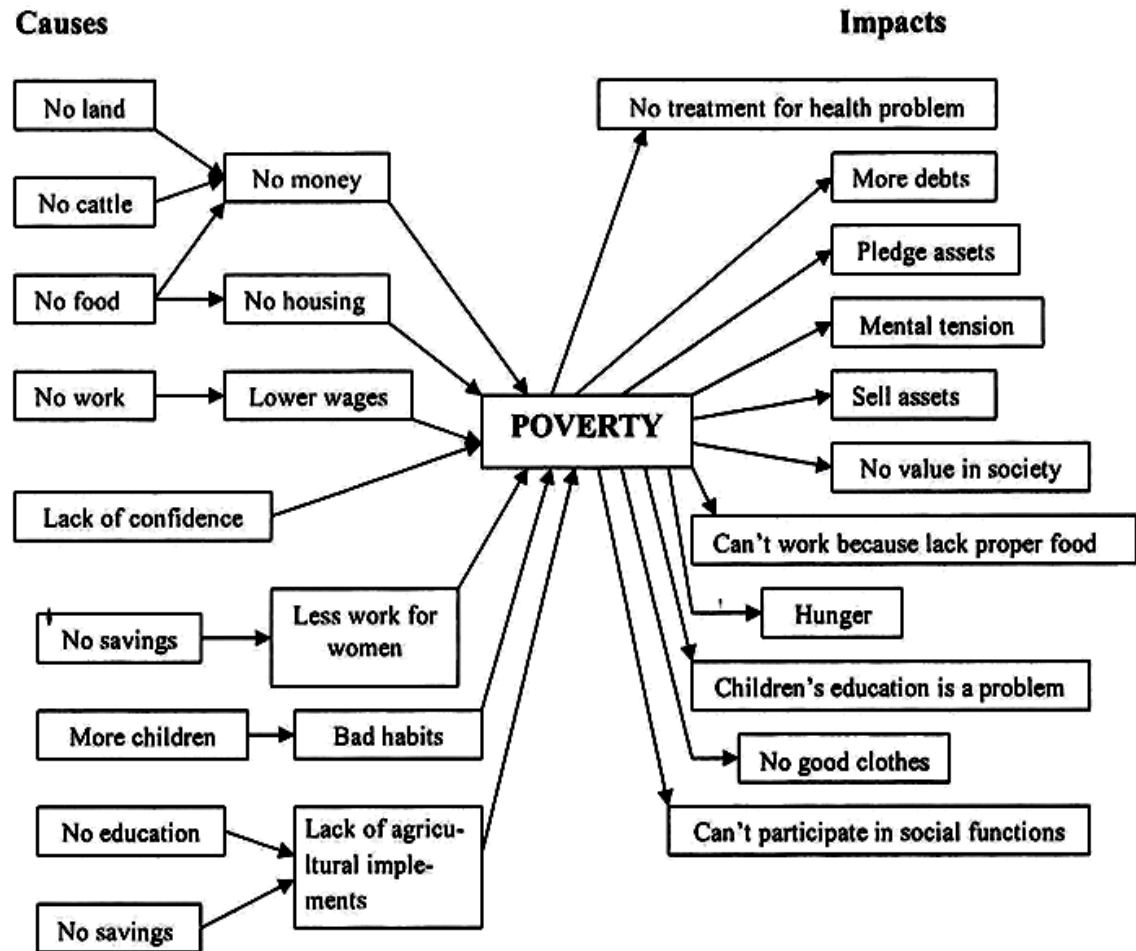 Causes
Impacts
No land
No treatment for health problem
No money
More debts
No cattle
Pledge assets
No food
No housing
Mental tension
No work
Lower wages
Sell assets
POVERTY
No value in society
Lack of confidence
Can't work because lack proper food
No savings
Less work for
women
Hunger
Children's education is a problem
More children
Bad habits
No good clothes
No education
Lack of agricu-
ltural imple-
ments
Can't participate in social functions
No savings